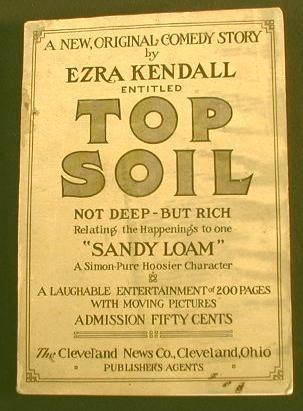 A NEW, ORIGINAL COMEDY STORY
by
EZRA KENDALL
ENTITLED
TOP
SOIL
NOT DEEP - BUT RICH
Relating the Happenings to one
"SANDY LOAM"
A Simon-Pure Hoosier Character
A LAUGHABLE ENTERTAINMENT of 200 PAGES
WITH MOVING PICTURES
ADMISSION FIFTY CENTS
The Cleveland News Co., Cleveland, Ohio
PUBLISHER'S AGENTS